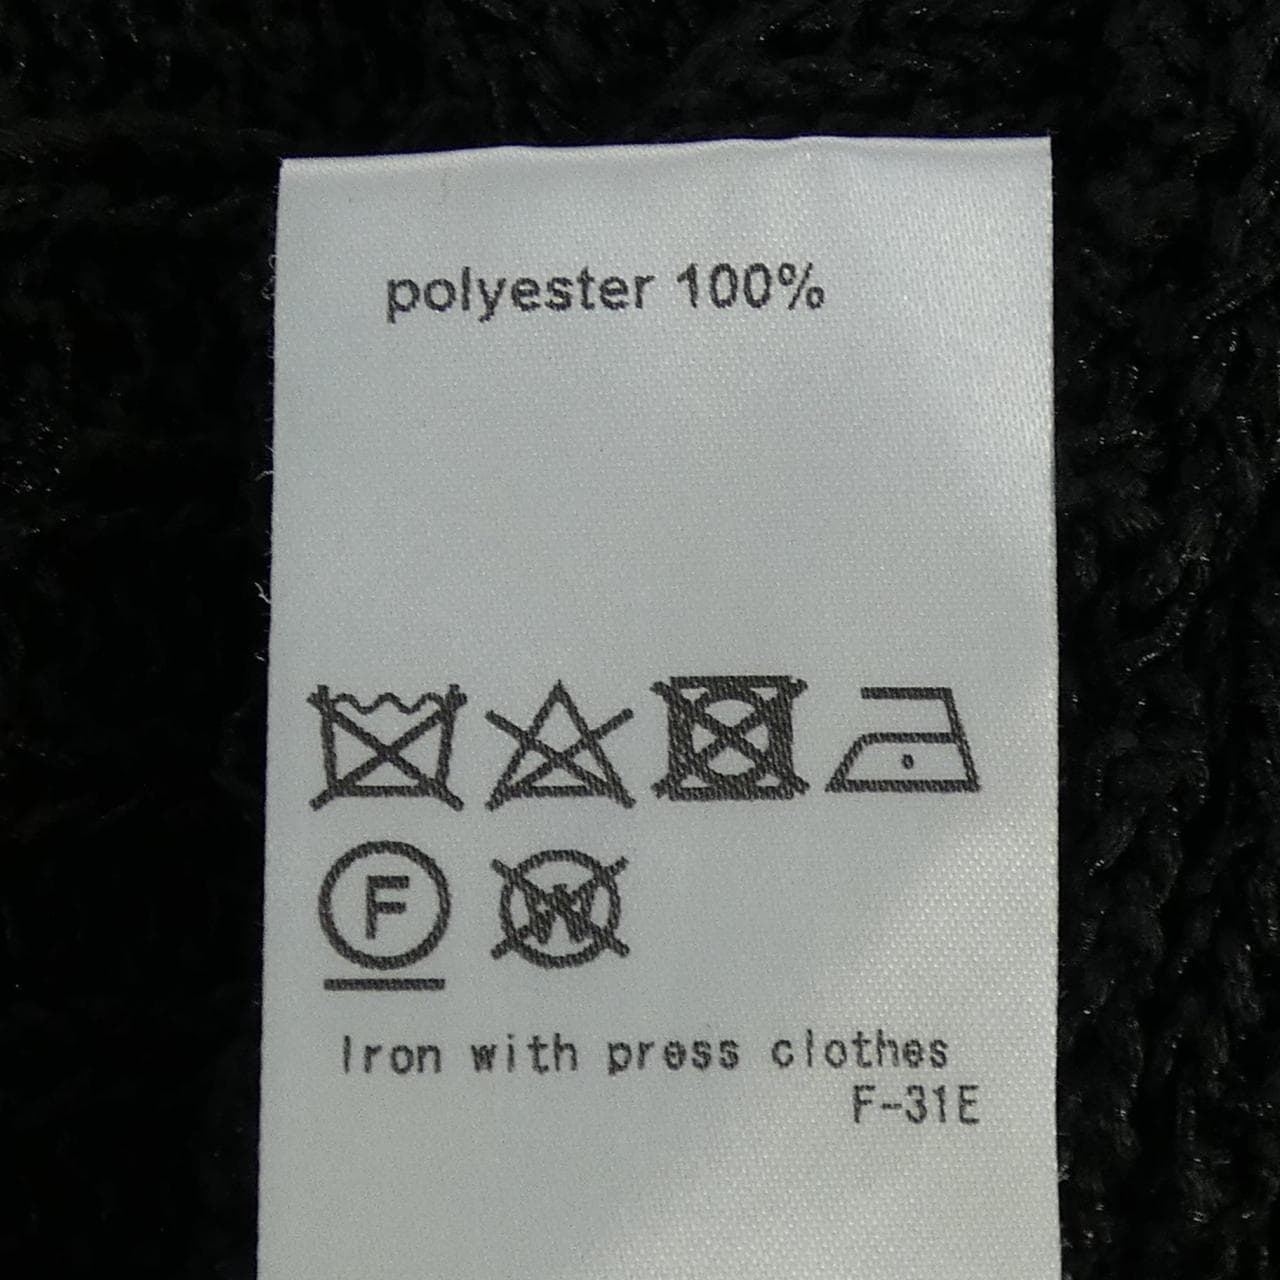 polyester 100%
F W
Iron with press clothes
F-31E